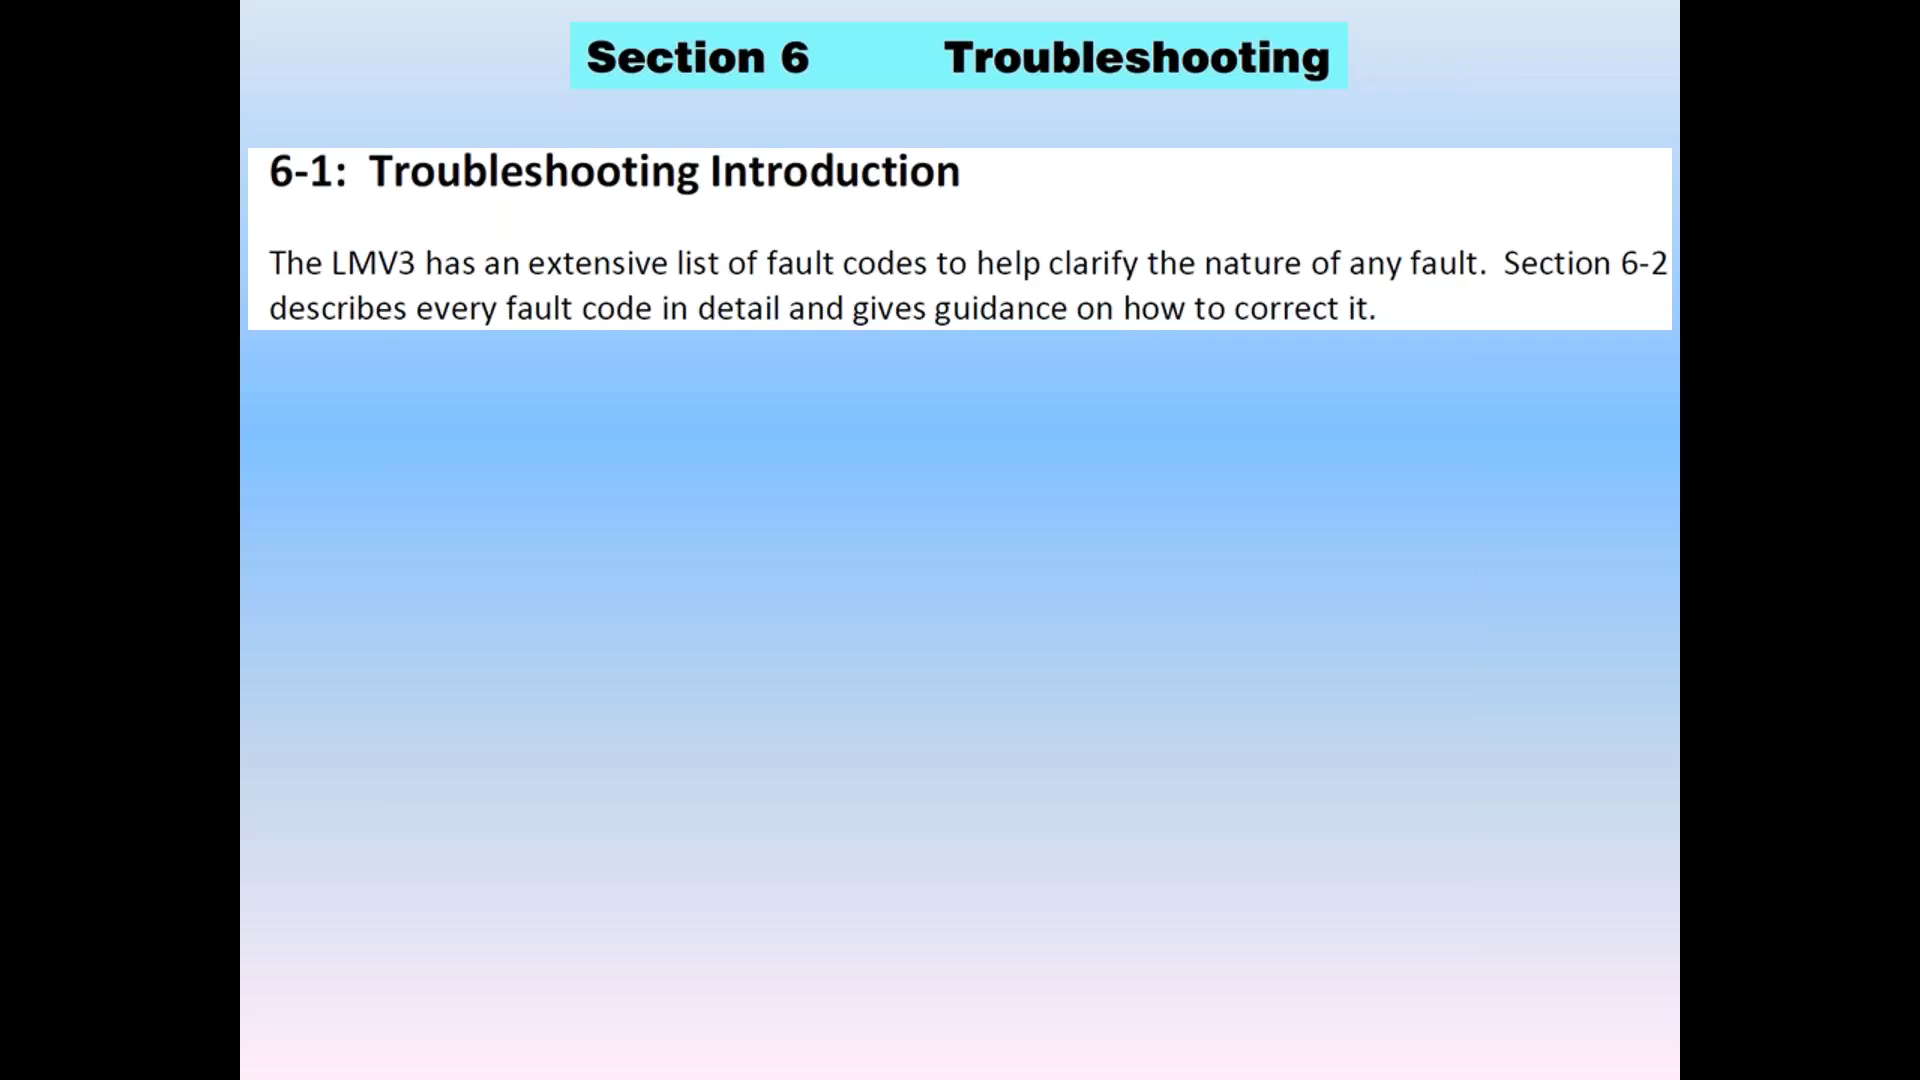 Section 6 Troubleshooting
6-1: Troubleshooting Introduction
The LMV3 has an extensive list of fault codes to help clarify the nature of any fault. Section 6-2
describes every fault code in detail and gives guidance on how to correct it.